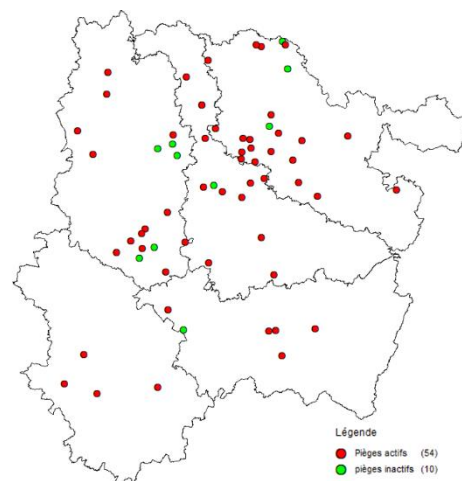 Légende
Pièges actifs (54)
pièges inactifs (10)